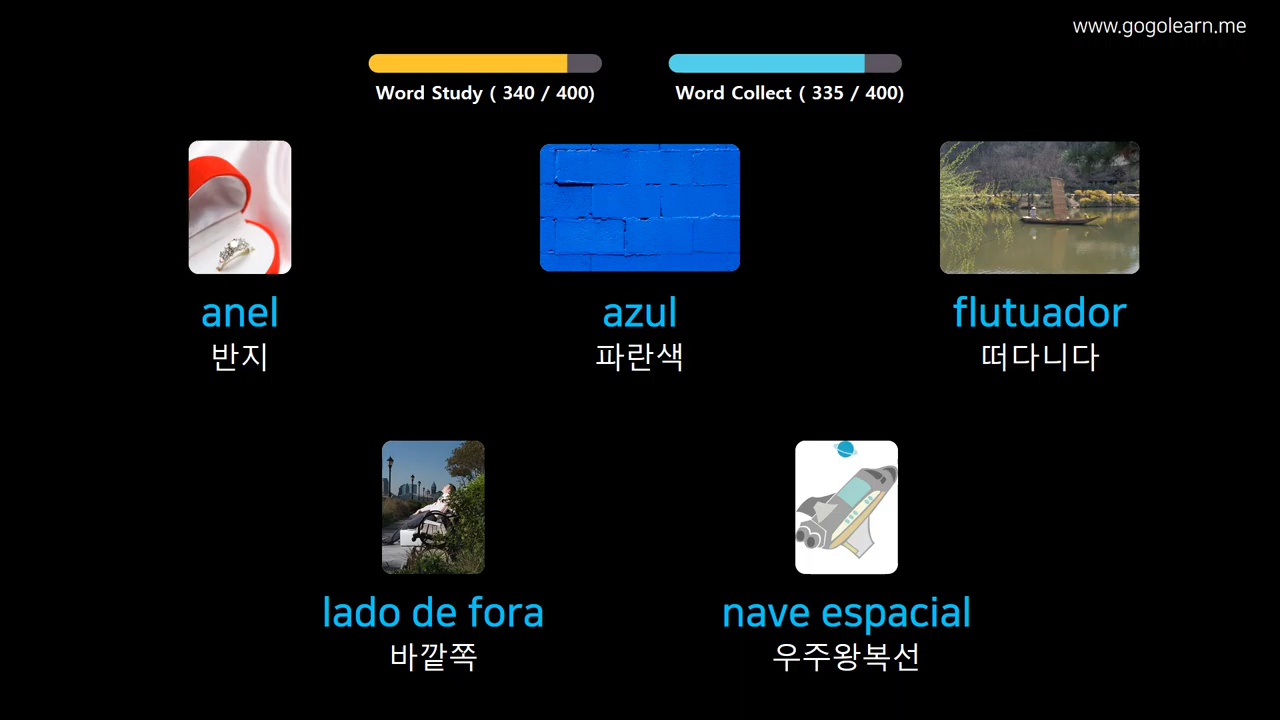 www.gogolearn.me
Word Study ( 340 / 400)
Word Collect ( 335 / 400)
anel
반지
azul
파란색
flutuador
떠다니다
lado de fora
바깥쪽
nave espacial
우주왕복선